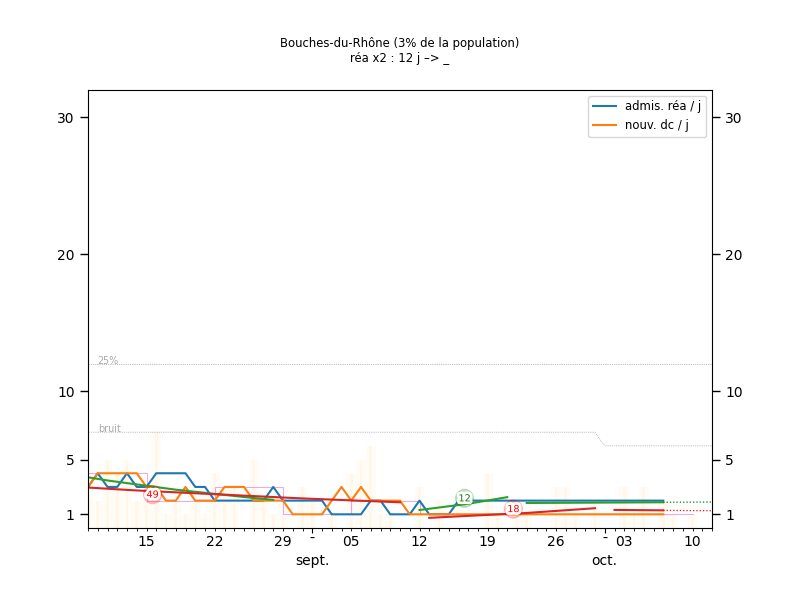 Bouches-du-Rhône (3% de la population)
réa x2 : 12 j –> _
admis. réa / j
nouv. dc / j
30 30
20 20
25%
10 10
bruit
5 5
49 12 18
1 1
15 22 29 - 05 12 19 26 - 03 10
sept. oct.